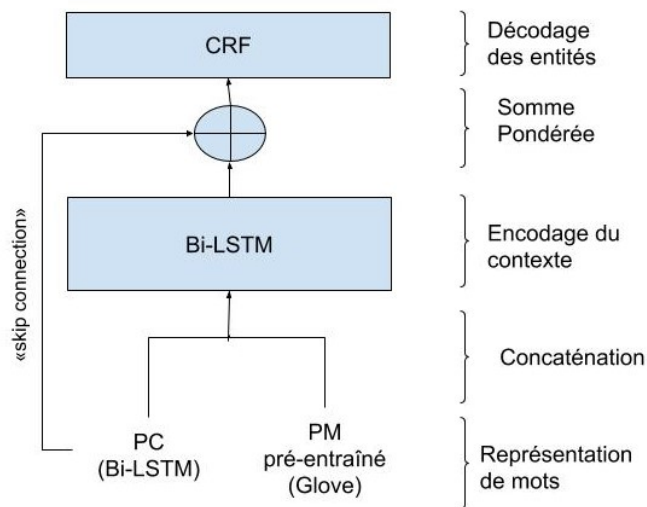 CRF
Décodage
des entités
Somme
Pondérée
«skip connection»
Bi-LSTM
Encodage du
contexte
Concaténation
PC
(Bi-LSTM)
PM
pré-entraîné
(Glove)
Représentation
de mots